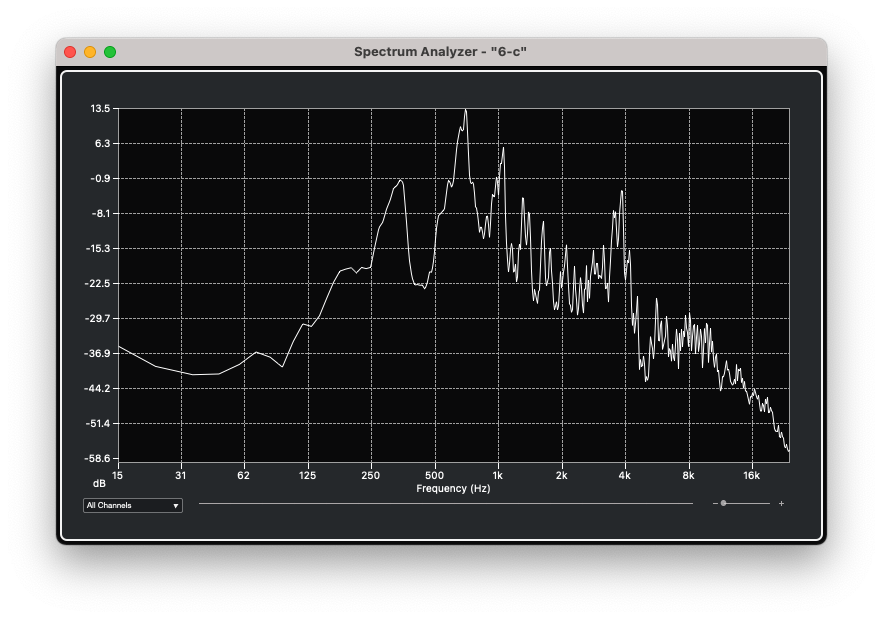 Spectrum Analyzer - "6-c"
13.5
6.3
-0.9
-8.1
-15.3
-22.5
-29.7
-36.9
-44.2
-51.4
-58.6
15 31 62 125 250 500 1k 2k 4k 8k 16k
dB
Frequency (Hz)
All Channels
- +